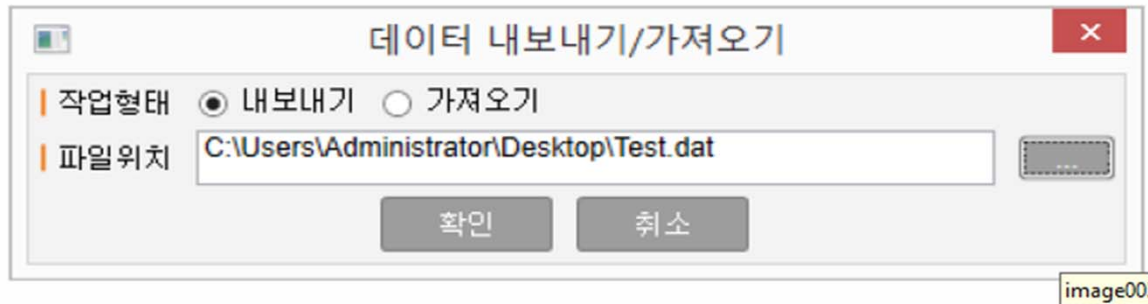 데이터 내보내기/가져오기
작업형태 내보내기 가져오기
파일위치 C:\Users\Administrator\Desktop\Test.dat ...
확인 취소
image00